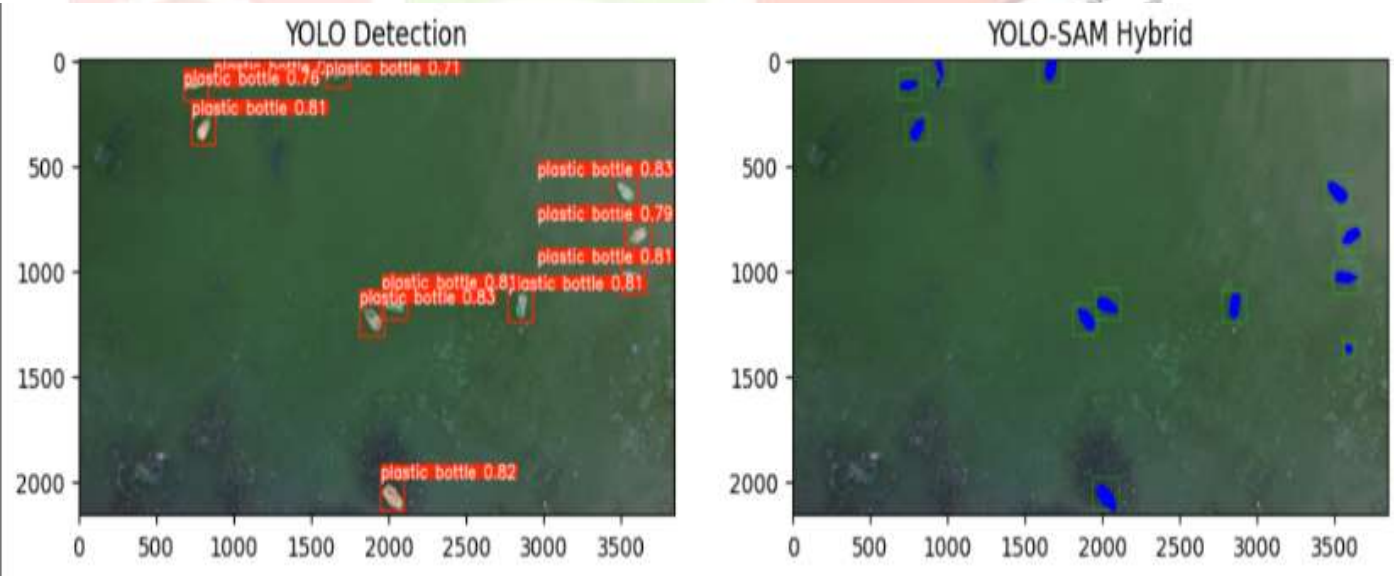 YOLO Detection
YOLO-SAM Hybrid
0
500
1000
1500
2000
0
500
1000
1500
2000
2500
3000
3500
plastic bottle
plastic bottle 0.71
plastic bottle 0.76
plastic bottle 0.81
plastic bottle 0.83
plastic bottle 0.79
plastic bottle 0.81
plastic bottle 0.81
lastic bottle 0.81
plastic bottle 0.83
plastic bottle 0.82
0
500
1000
1500
2000
0
500
1000
1500
2000
2500
3000
3500